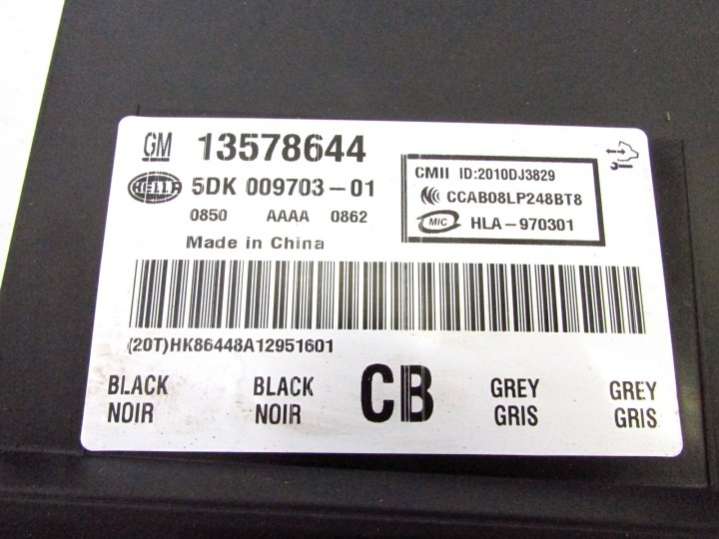 GM 13578644
HELLA 5DK 009703-01
0850 AAAA 0862
Made in China
CMII ID:2010DJ3829
CCAB08LP248BT8
MIC HLA-970301
(20T)HK86448A12951601
BLACK BLACK CB GREY GREY
NOIR NOIR GRIS GRIS